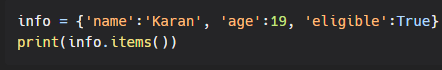 info = {'name':'Karan', 'age':19, 'eligible':True}
print(info.items())